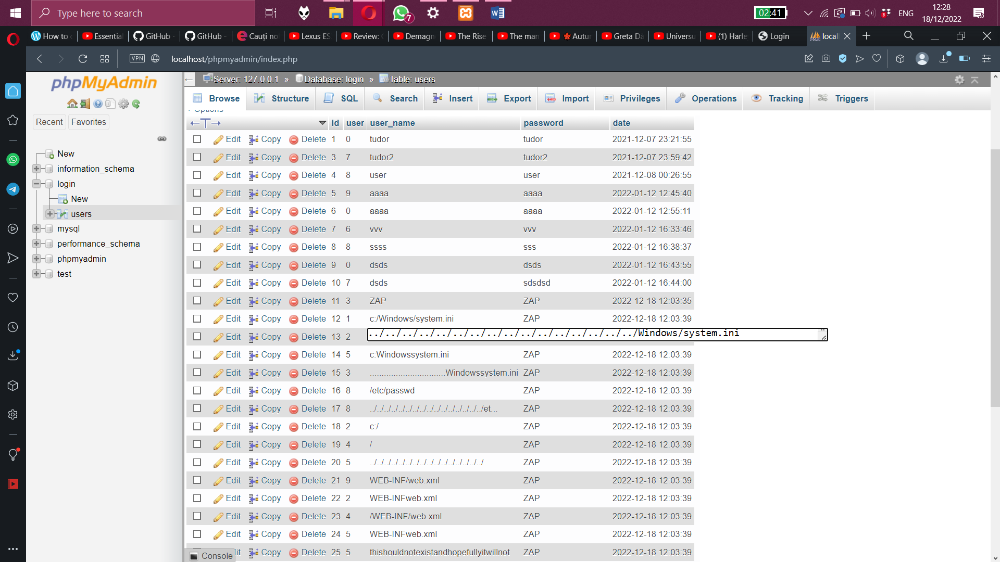 Type here to search
7
02:41
3
ENG
12:28
18/12/2022
How to
Essential
GitHub
GitHub
Cauți no
Lexus ES
Review:
Demagn
The Rise
The man
Autur
Greta Då
Universu
(1) Harle
Login
local
VPN
localhost/phpmyadmin/index.php
phpMyAdmin
Recent
Favorites
New
information_schema
login
New
users
mysql
performance_schema
phpmyadmin
test
Server: 127.0.0.1 » Database: login » Table: users
Browse Structure SQL Search Insert Export Import Privileges Operations Tracking Triggers
+ Options
←T→ id user user_name password date
Edit Copy Delete 1 0 tudor tudor 2021-12-07 23:21:55
Edit Copy Delete 3 7 tudor2 tudor2 2021-12-07 23:59:42
Edit Copy Delete 4 8 user user 2021-12-08 00:26:55
Edit Copy Delete 5 9 aaaa aaaa 2022-01-12 12:45:40
Edit Copy Delete 6 0 aaaa aaaa 2022-01-12 12:55:11
Edit Copy Delete 7 6 vvv vvv 2022-01-12 16:33:46
Edit Copy Delete 8 8 ssss sss 2022-01-12 16:38:37
Edit Copy Delete 9 0 dsds dsds 2022-01-12 16:43:55
Edit Copy Delete 10 7 dsds sdsdsd 2022-01-12 16:44:00
Edit Copy Delete 11 3 ZAP ZAP 2022-12-18 12:03:35
Edit Copy Delete 12 1 c:/Windows/system.ini ZAP 2022-12-18 12:03:39
Edit Copy Delete 13 2 ../../../../../../../../../../../../../../../../Windows/system.ini
Edit Copy Delete 14 5 c:Windowssystem.ini ZAP 2022-12-18 12:03:39
Edit Copy Delete 15 3 ................................Windowssystem.ini ZAP 2022-12-18 12:03:39
Edit Copy Delete 16 8 /etc/passwd ZAP 2022-12-18 12:03:39
Edit Copy Delete 17 8 ../../../../../../../../../../../../../../../../et... ZAP 2022-12-18 12:03:39
Edit Copy Delete 18 2 c:/ ZAP 2022-12-18 12:03:39
Edit Copy Delete 19 4 / ZAP 2022-12-18 12:03:39
Edit Copy Delete 20 5 ../../../../../../../../../../../../../../../../ ZAP 2022-12-18 12:03:39
Edit Copy Delete 21 9 WEB-INF/web.xml ZAP 2022-12-18 12:03:39
Edit Copy Delete 22 2 WEB-INFweb.xml ZAP 2022-12-18 12:03:39
Edit Copy Delete 23 4 /WEB-INF/web.xml ZAP 2022-12-18 12:03:39
Edit Copy Delete 24 5 WEB-INFweb.xml ZAP 2022-12-18 12:03:39
Copy Delete 25 5 thishouldnotexistandhopefullyitwillnot ZAP 2022-12-18 12:03:39
Console